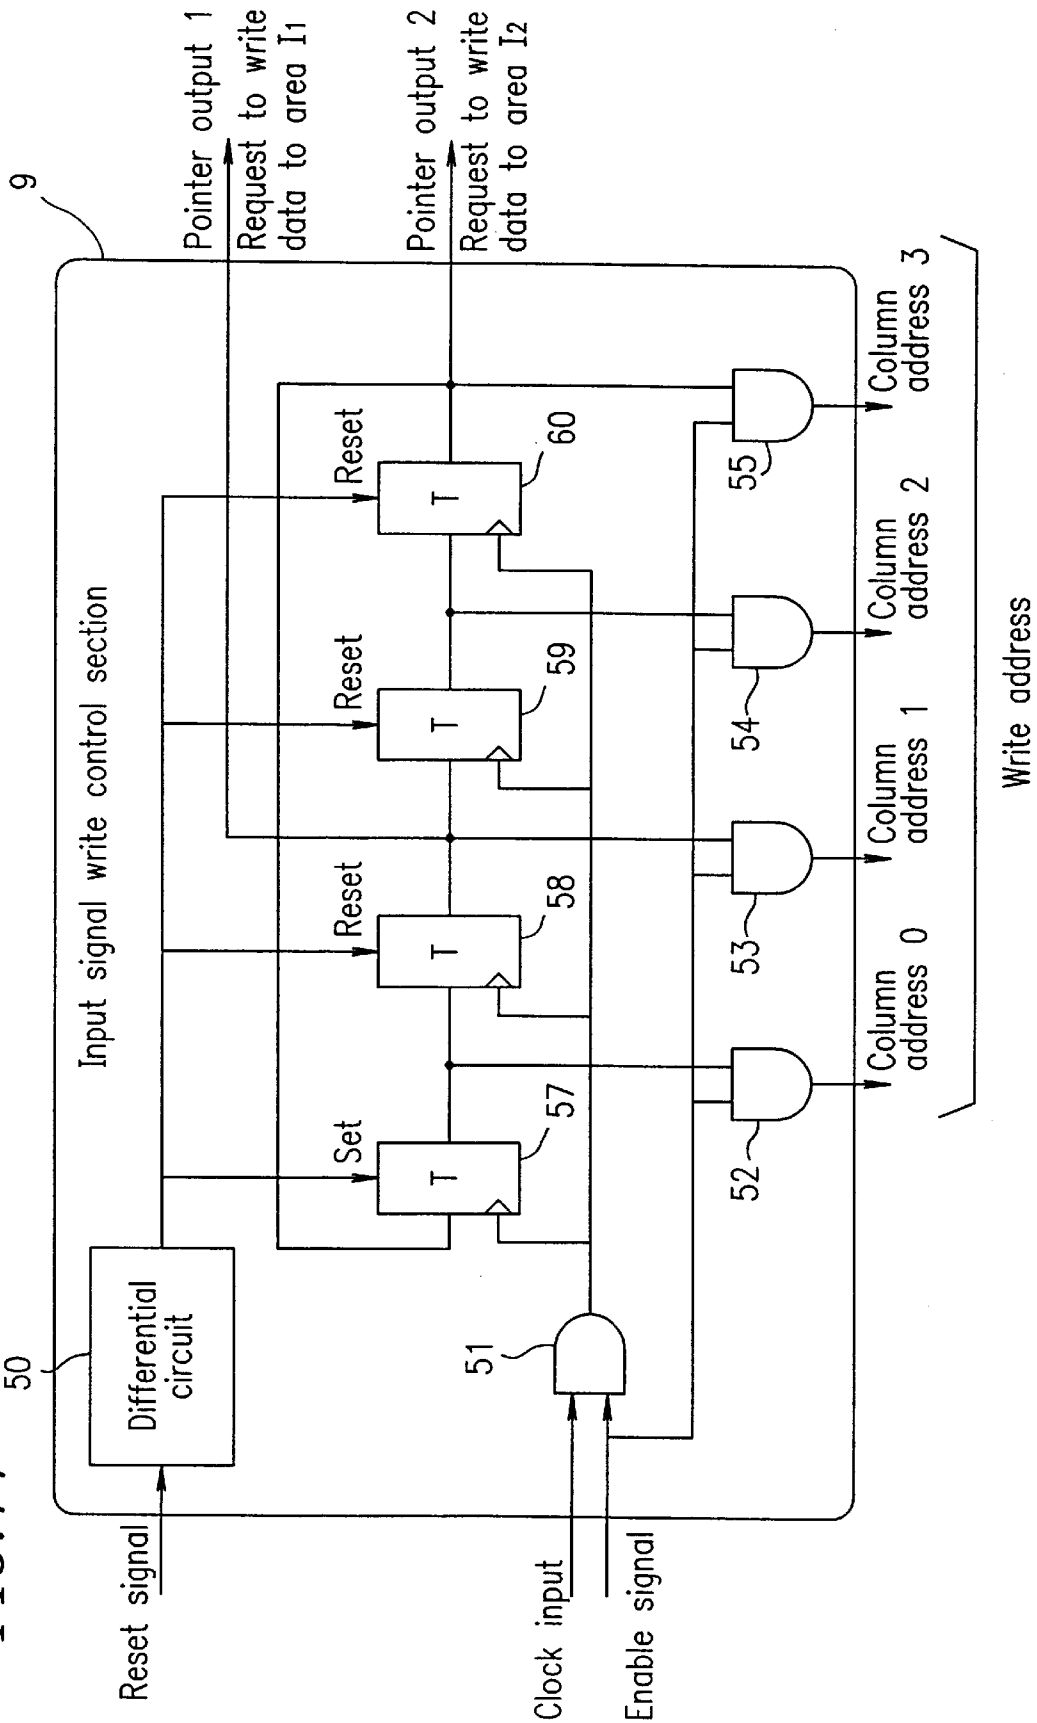 Reset signal
50
Differential
circuit
Input signal write control section
9
Pointer output 1
Request to write
data to area I1
Pointer output 2
Request to write
data to area I2
Set
Reset
Reset
Reset
T
T
T
T
57
58
59
60
Clock input
Enable signal
51
52
53
54
55
Column
address 0
Column
address 1
Column
address 2
Column
address 3
Write address